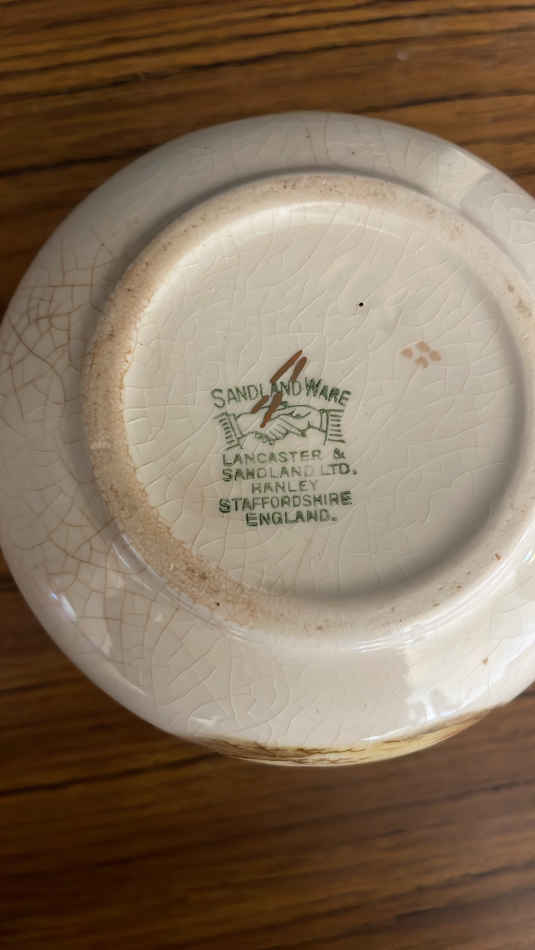 SANDLAND WARE
LANCASTER &
SANDLAND LTD.
HANLEY
STAFFORDSHIRE
ENGLAND.